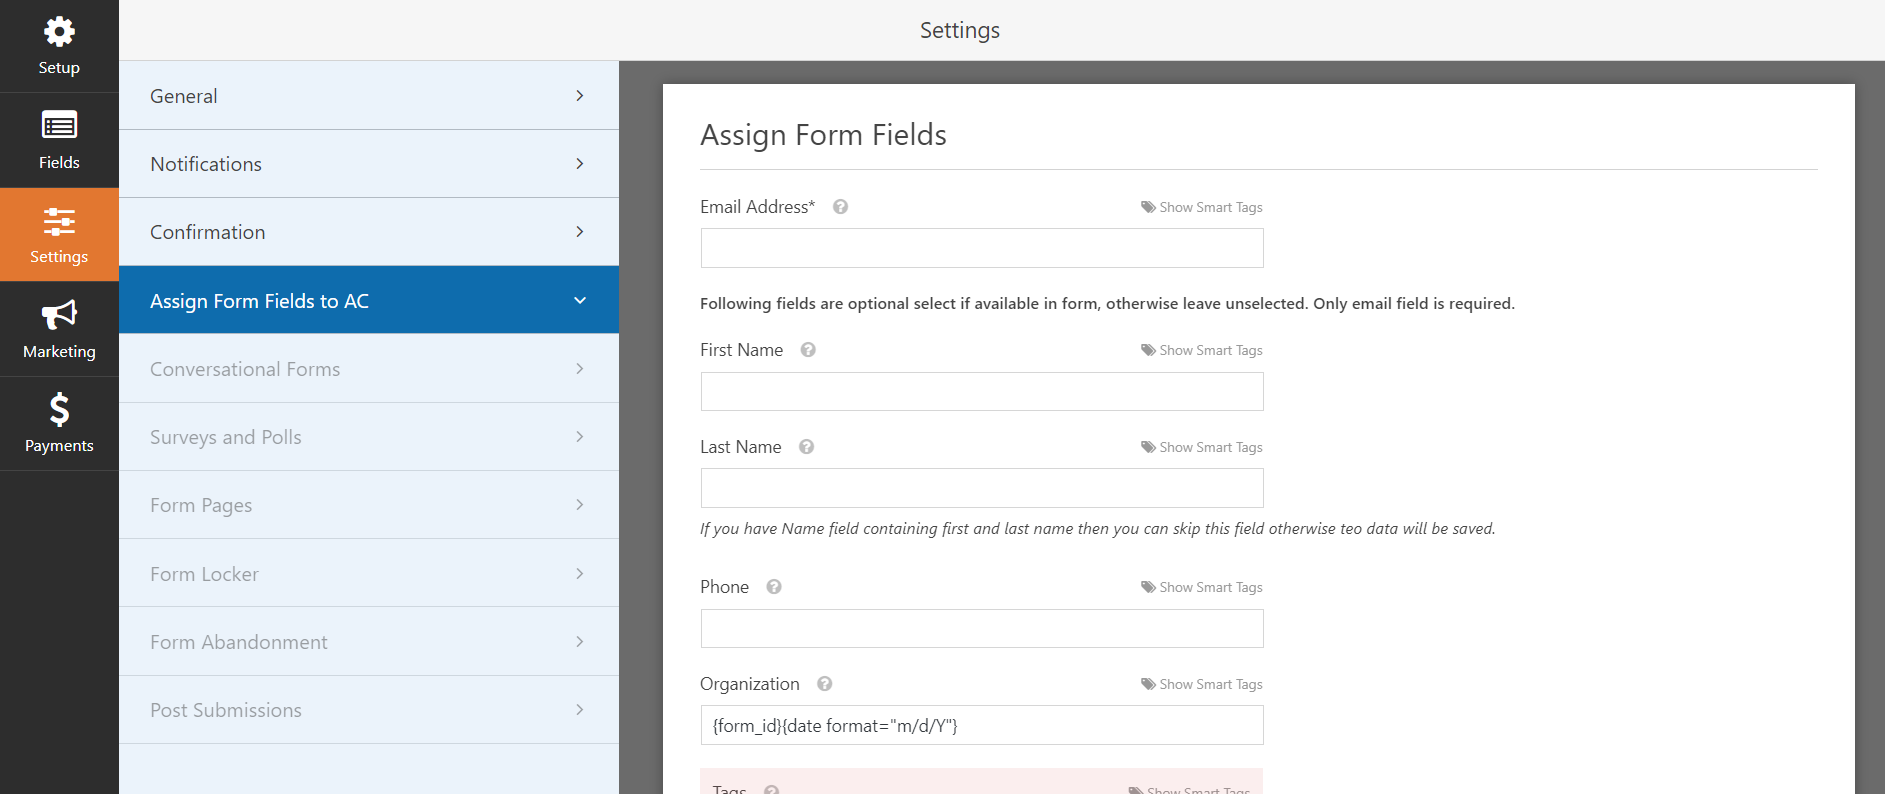 Settings
Setup
Fields
Settings
Marketing
Payments
General
Notifications
Confirmation
Assign Form Fields to AC
Conversational Forms
Surveys and Polls
Form Pages
Form Locker
Form Abandonment
Post Submissions
Assign Form Fields
Email Address* Show Smart Tags
Following fields are optional select if available in form, otherwise leave unselected. Only email field is required.
First Name Show Smart Tags
Last Name Show Smart Tags
If you have Name field containing first and last name then you can skip this field otherwise teo data will be saved.
Phone Show Smart Tags
Organization Show Smart Tags
{form_id}{date format="m/d/Y"}
Tags Show Smart Tags